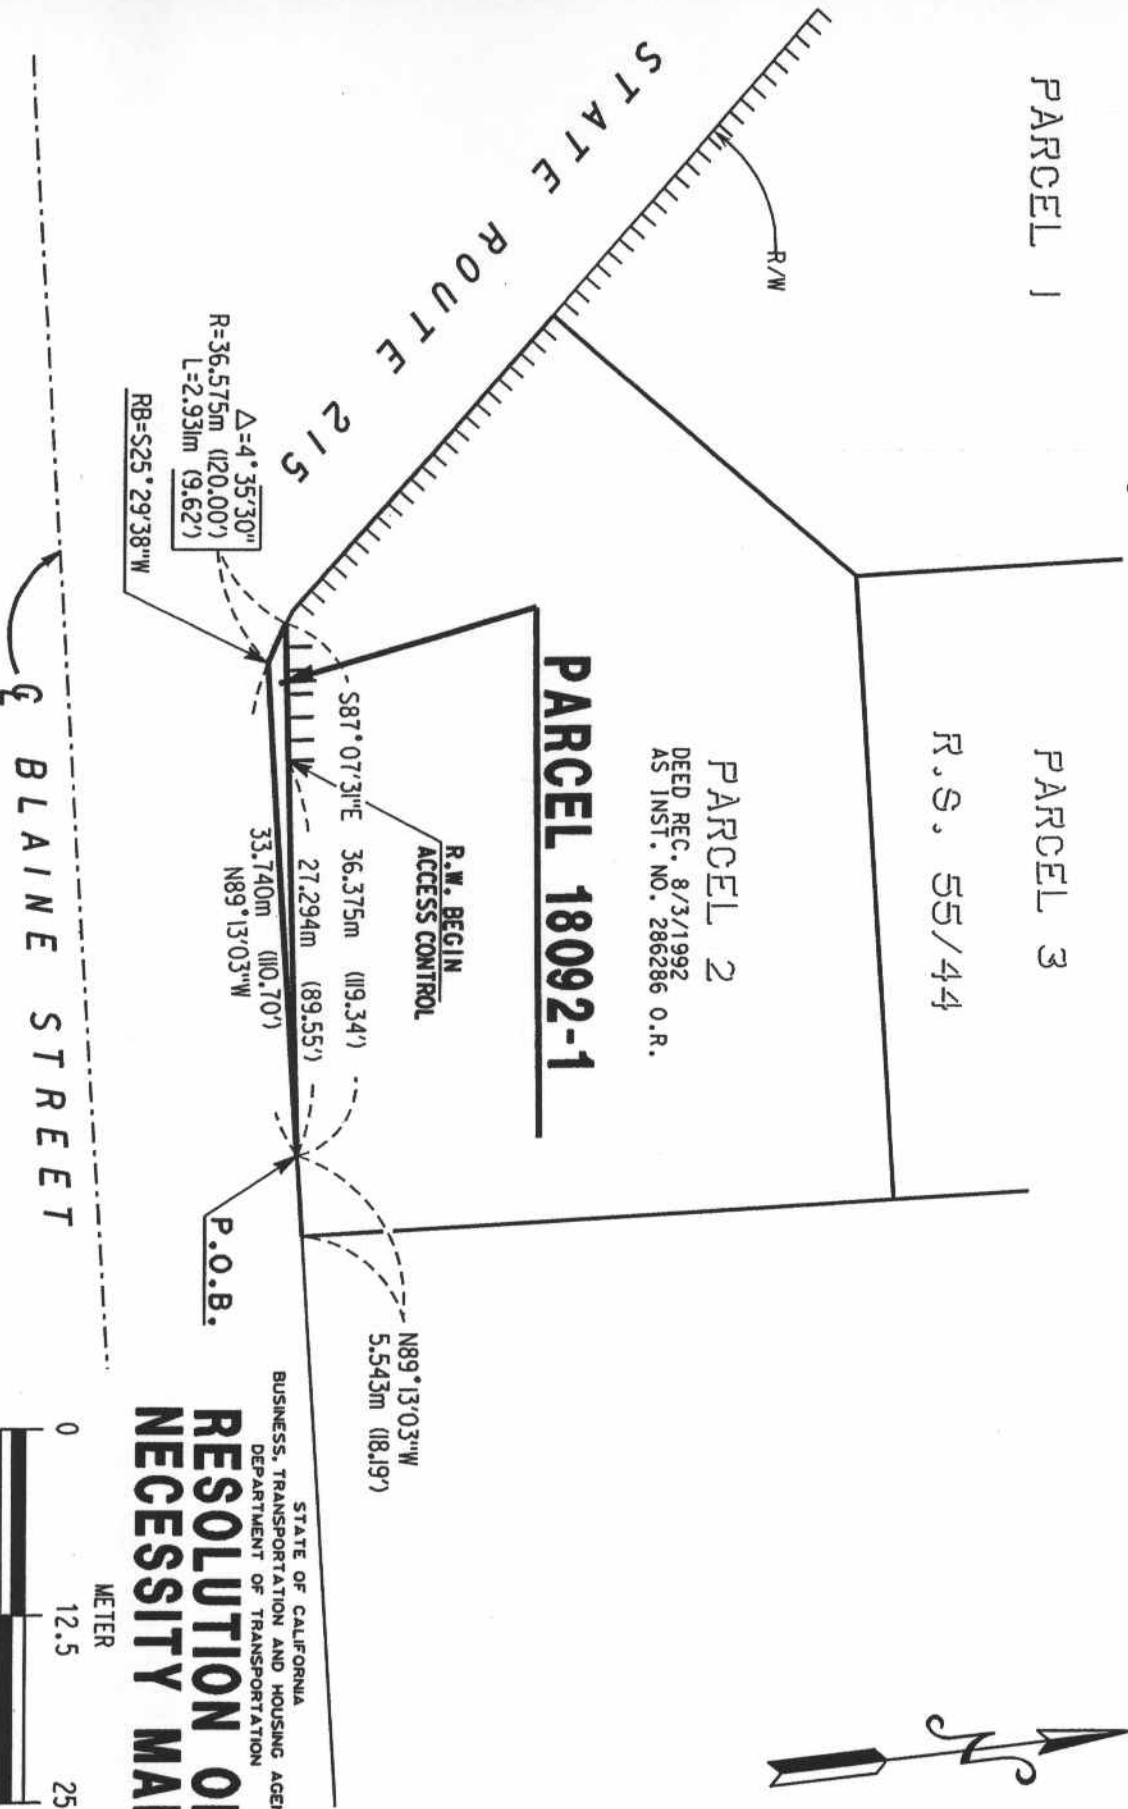 PARCEL 1
R/W
STATE ROUTE 215
PARCEL 3
R.S. 55/44
PARCEL 2
DEED REC. 8/3/1992
AS INST. NO. 286286 O.R.
PARCEL 18092-1
R.W. BEGIN
ACCESS CONTROL
S87°07'31"E 36.375m (119.34')
27.294m (89.55')
33.740m (110.70')
N89°13'03"W
△=4°35'30"
R=36.575m (120.00')
L=2.931m (9.62')
RB=S25°29'38"W
N89°13'03"W
5.543m (18.19')
P.O.B.
℄ BLAINE STREET
STATE OF CALIFORNIA
BUSINESS, TRANSPORTATION AND HOUSING AGE
DEPARTMENT OF TRANSPORTATION
RESOLUTION O
NECESSITY MA
METER
0 12.5 25